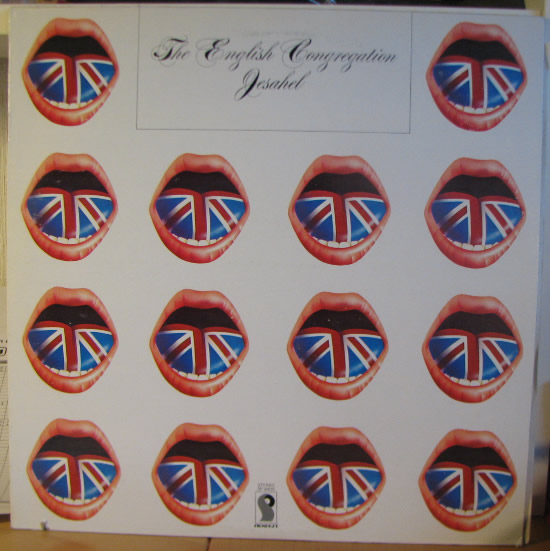 The English Congregation
Jesahel